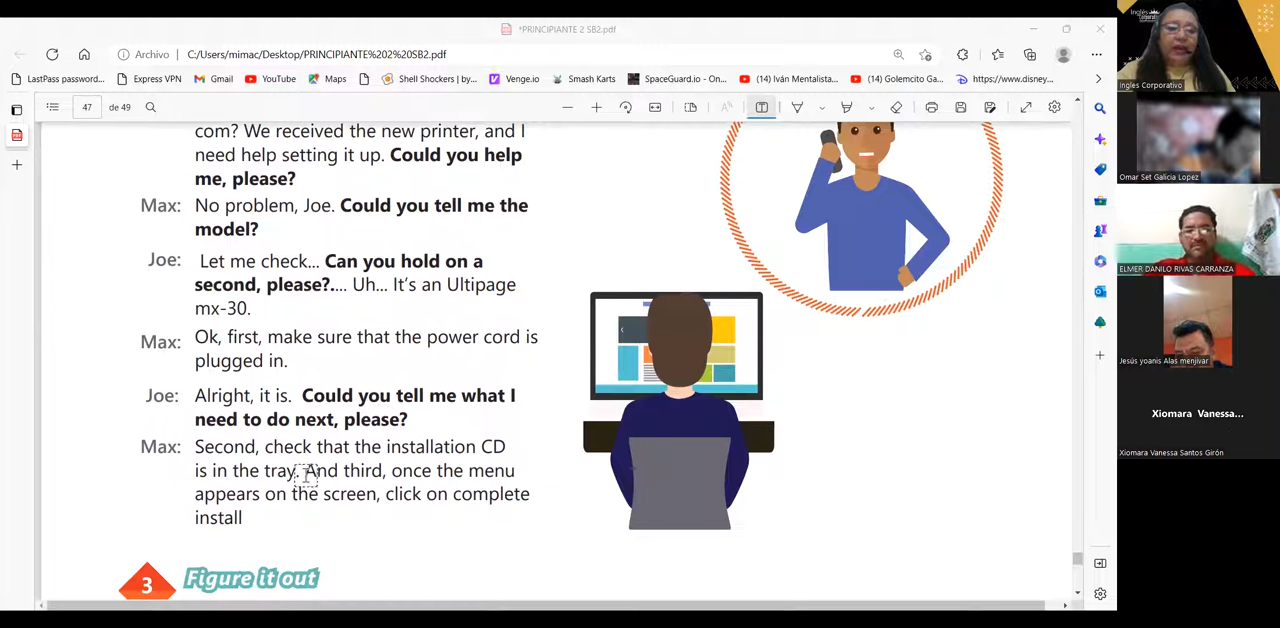 *PRINCIPIANTE 2 SB2.pdf
Archivo C:/Users/mimac/Desktop/PRINCIPIANTE%202%20SB2.pdf
LastPass password... Express VPN Gmail YouTube Maps Shell Shockers | by... Venge.io Smash Karts SpaceGuard.io - On... (14) Iván Mentalista... (14) Golemcito Ga... https://www.disney...
47 de 49
com? We received the new printer, and I
need help setting it up. Could you help
me, please?
Max: No problem, Joe. Could you tell me the
model?
Joe: Let me check... Can you hold on a
second, please?.... Uh... It's an Ultipage
mx-30.
Max: Ok, first, make sure that the power cord is
plugged in.
Joe: Alright, it is. Could you tell me what I
need to do next, please?
Max: Second, check that the installation CD
is in the tray. And third, once the menu
appears on the screen, click on complete
install
3 Figure it out
Inglés
Corporativo
Ingles Corporativo
Omar Set Galicia Lopez
ELMER DANILO RIVAS CARRANZA
Jesús yoanis Alas menjivar
Xiomara Vanessa...
Xiomara Vanessa Santos Girón